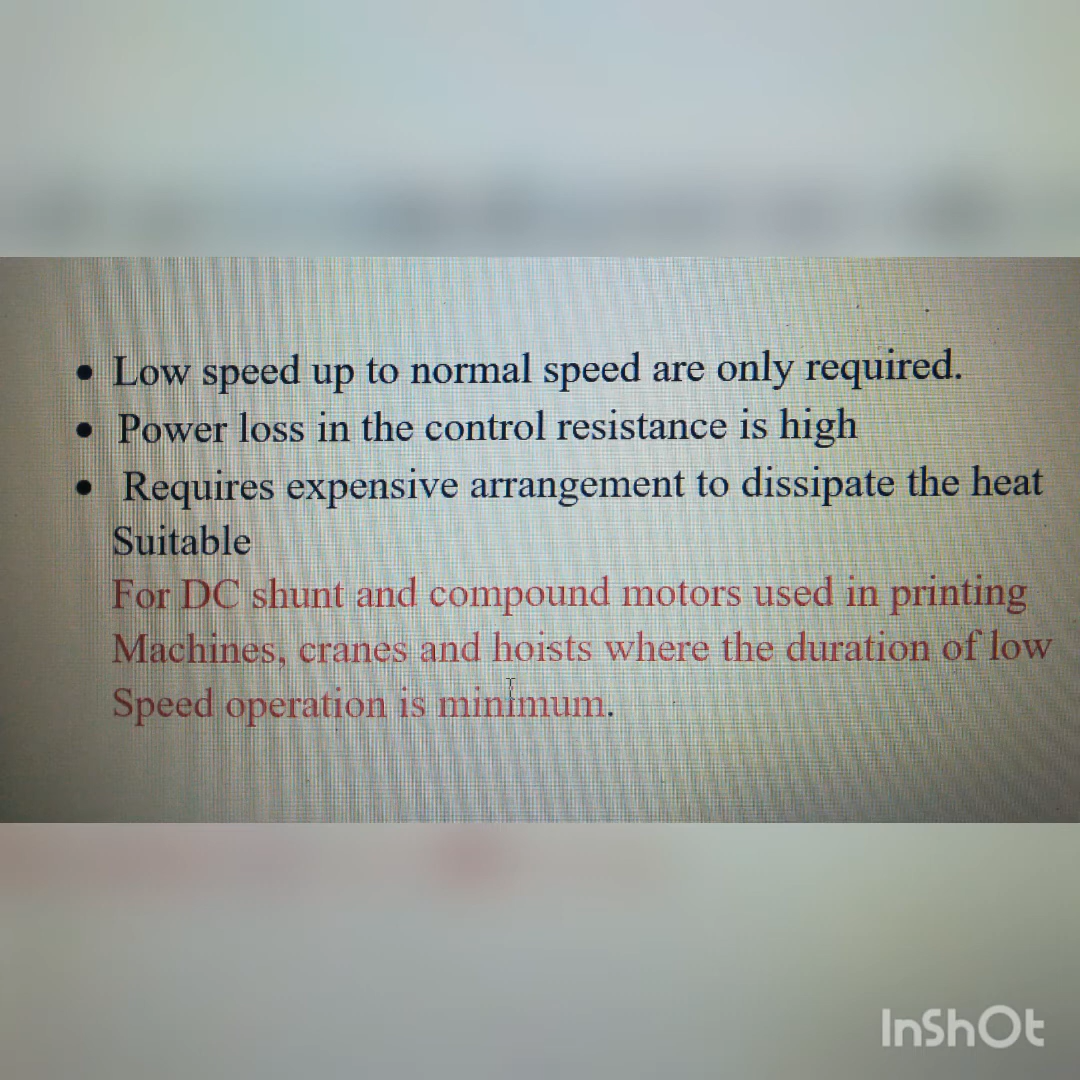 • Low speed up to normal speed are only required.
• Power loss in the control resistance is high
• Requires expensive arrangement to dissipate the heat
Suitable
For DC shunt and compound motors used in printing
Machines, cranes and hoists where the duration of low
Speed operation is minimum.
InShOt